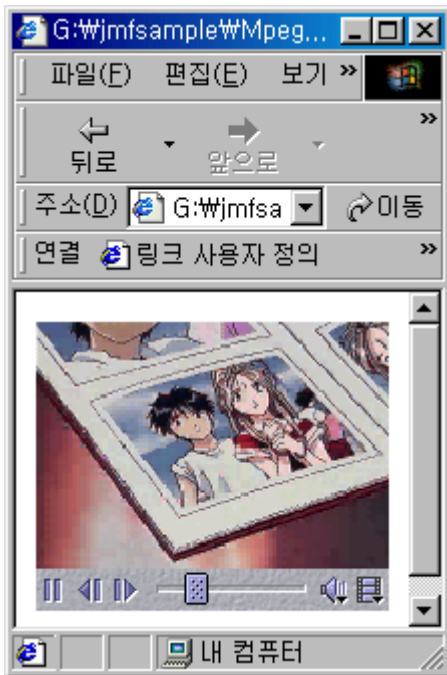 G:₩jmfsample₩Mpeg...
파일(F) 편집(E) 보기 »
뒤로 앞으로 »
주소(D) G:₩jmfsa 이동
연결 링크 사용자 정의 »
내 컴퓨터